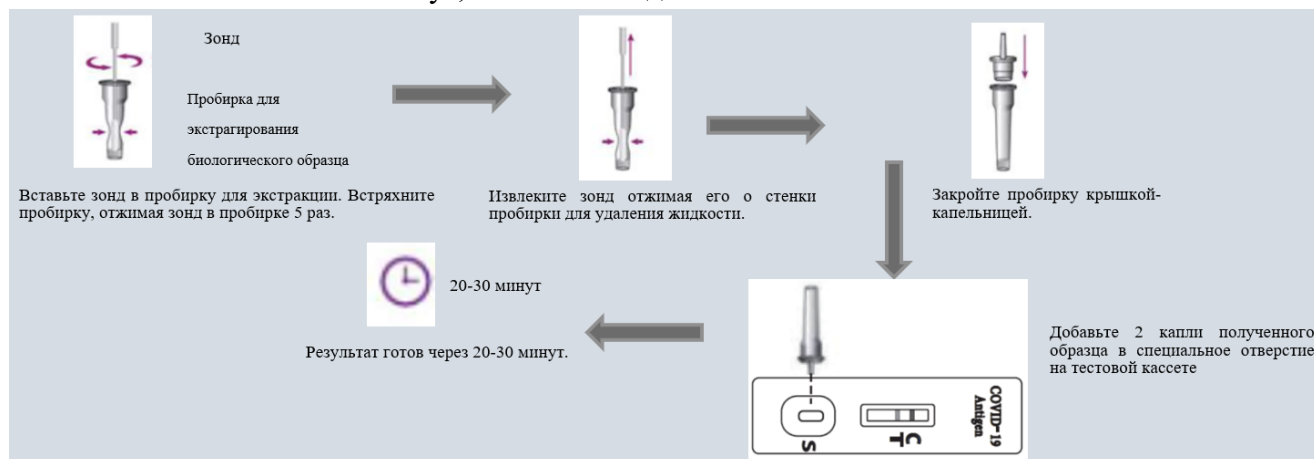 Зонд
Пробирка для
экстрагирования
биологического образца
Вставьте зонд в пробирку для экстракции. Встряхните
пробирку, отжимая зонд в пробирке 5 раз.
Извлеките зонд отжимая его о стенки
пробирки для удаления жидкости.
Закройте пробирку крышкой-
капельницей.
Добавьте 2 капли полученного
образца в специальное отверстие
на тестовой кассете
20-30 минут
Результат готов через 20-30 минут.
COVID-19
Antigen
C
T
S